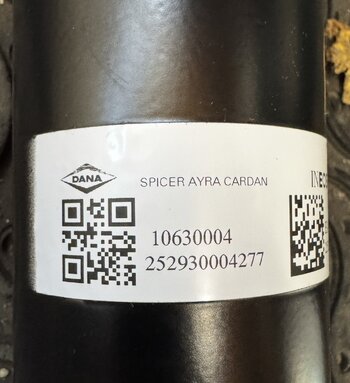 DANA
SPICER AYRA CARDAN
10630004
252930004277